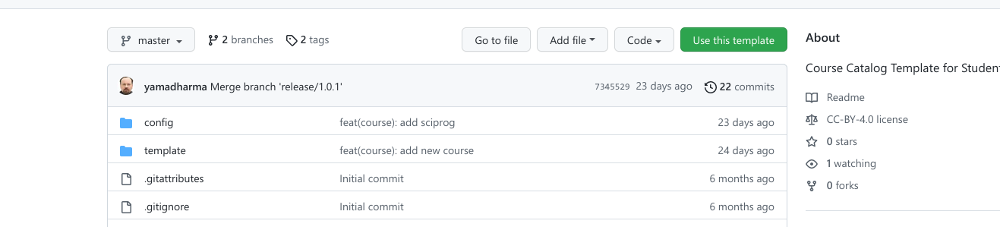 master 2 branches 2 tags Go to file Add file Code Use this template
yamadharma Merge branch 'release/1.0.1' 7345529 23 days ago 22 commits
config feat(course): add sciprog 23 days ago
template feat(course): add new course 24 days ago
.gitattributes Initial commit 6 months ago
.gitignore Initial commit 6 months ago
About
Course Catalog Template for Studen
Readme
CC-BY-4.0 license
0 stars
1 watching
0 forks